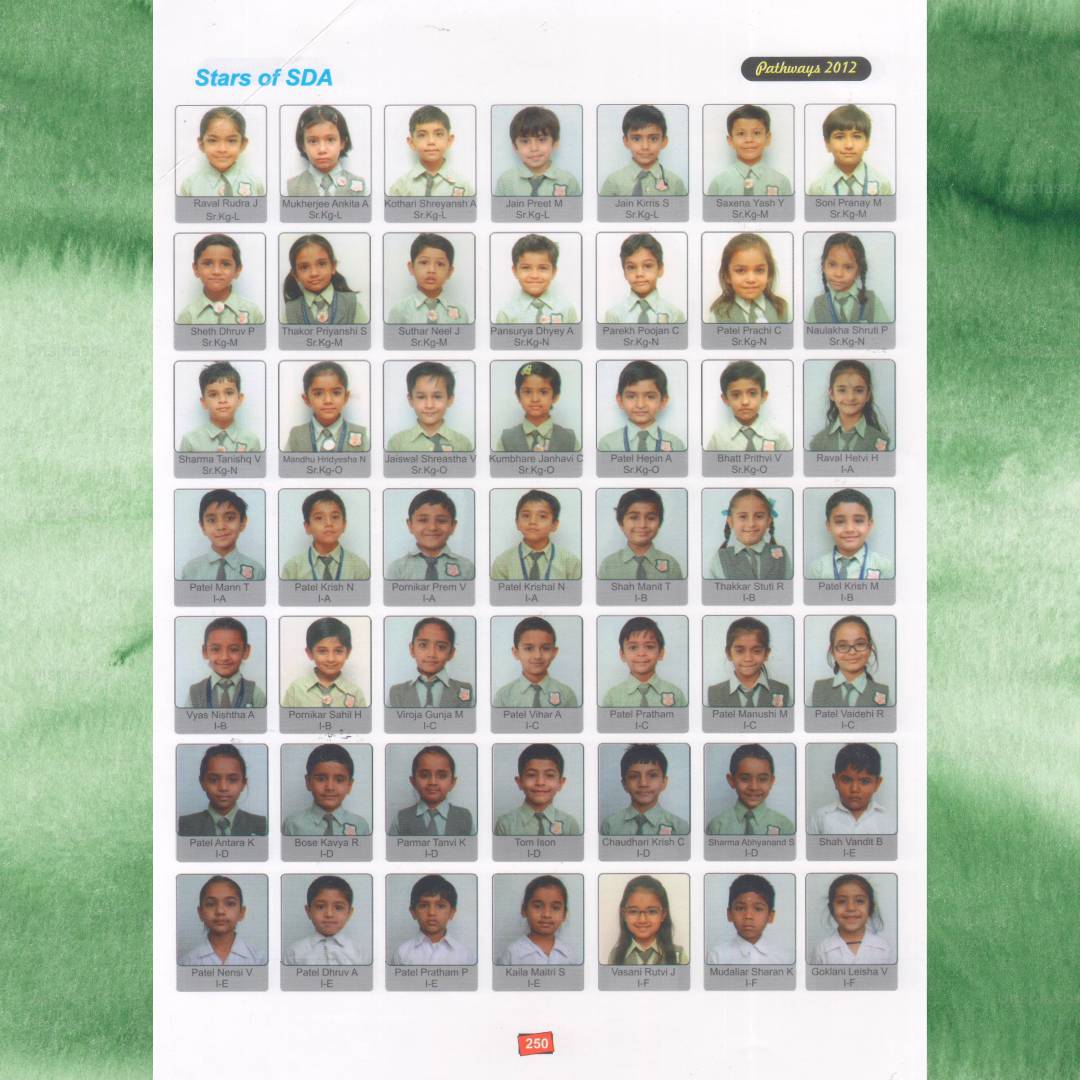 Stars of SDA
Pathways 2012
Raval Rudra J
Sr.Kg-L
Mukherjee Ankita A
Sr.Kg-L
Kothari Shreyansh A
Sr.Kg-L
Jain Preet M
Sr.Kg-L
Jain Kirris S
Sr.Kg-L
Saxena Yash Y
Sr.Kg-M
Soni Pranay M
Sr.Kg-M
Sheth Dhruv P
Sr.Kg-M
Thakor Priyanshi S
Sr.Kg-M
Suthar Neel J
Sr.Kg-M
Pansurya Dhyey A
Sr.Kg-N
Parekh Poojan C
Sr.Kg-N
Patel Prachi C
Sr.Kg-N
Naulakha Shruti P
Sr.Kg-N
Sharma Tanishq V
Sr.Kg-N
Mandhu Hridyesha N
Sr.Kg-O
Jaiswal Shreastha V
Sr.Kg-O
Kumbhare Janhavi C
Sr.Kg-O
Patel Hepin A
Sr.Kg-O
Bhatt Prithvi V
Sr.Kg-O
Raval Hetvi H
I-A
Patel Mann T
I-A
Patel Krish N
I-A
Pornikar Prem V
I-A
Patel Krishal N
I-A
Shah Manit T
I-B
Thakkar Stuti R
I-B
Patel Krish M
I-B
Vyas Nishtha A
I-B
Pornikar Sahil H
I-B
Viroja Gunja M
I-C
Patel Vihar A
I-C
Patel Pratham
I-C
Patel Manushi M
I-C
Patel Vaidehi R
I-C
Patel Antara K
I-D
Bose Kavya R
I-D
Parmar Tanvi K
I-D
Tom Ison
I-D
Chaudhari Krish C
I-D
Sharma Abhyanand S
I-D
Shah Vandit B
I-E
Patel Nensi V
I-E
Patel Dhruv A
I-E
Patel Pratham P
I-E
Kaila Maitri S
I-E
Vasani Rutvi J
I-F
Mudaliar Sharan K
I-F
Goklani Leisha V
I-F
250